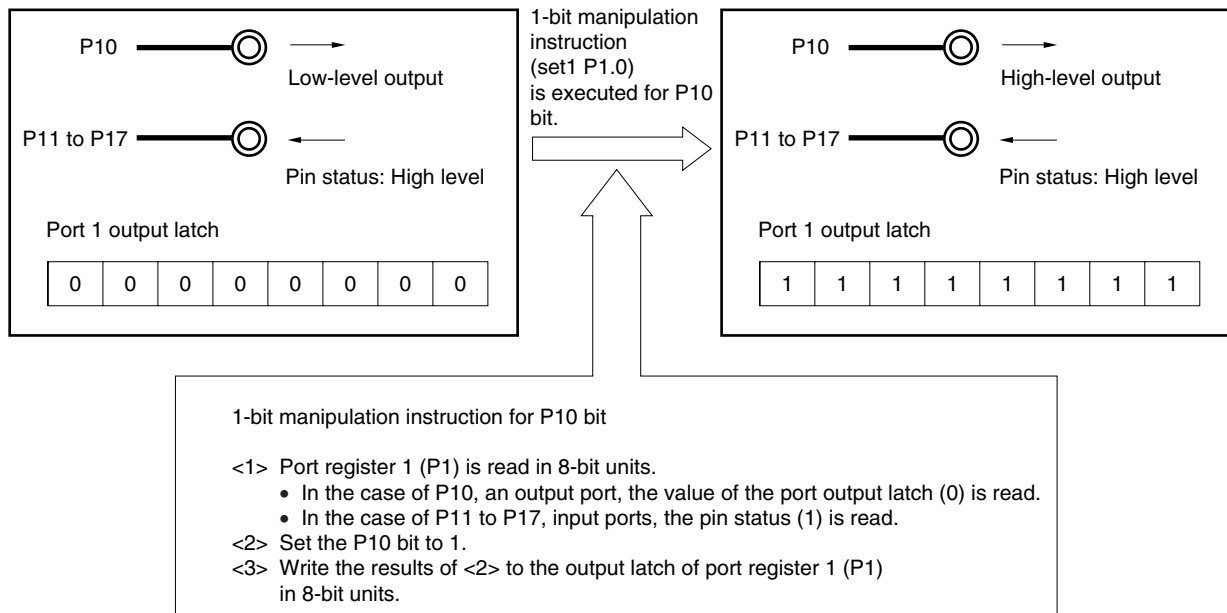 P10
Low-level output
P11 to P17
Pin status: High level
Port 1 output latch
0 0 0 0 0 0 0 0
1-bit manipulation
instruction
(set1 P1.0)
is executed for P10
bit.
P10
High-level output
P11 to P17
Pin status: High level
Port 1 output latch
1 1 1 1 1 1 1 1
1-bit manipulation instruction for P10 bit
<1> Port register 1 (P1) is read in 8-bit units.
• In the case of P10, an output port, the value of the port output latch (0) is read.
• In the case of P11 to P17, input ports, the pin status (1) is read.
<2> Set the P10 bit to 1.
<3> Write the results of <2> to the output latch of port register 1 (P1)
in 8-bit units.